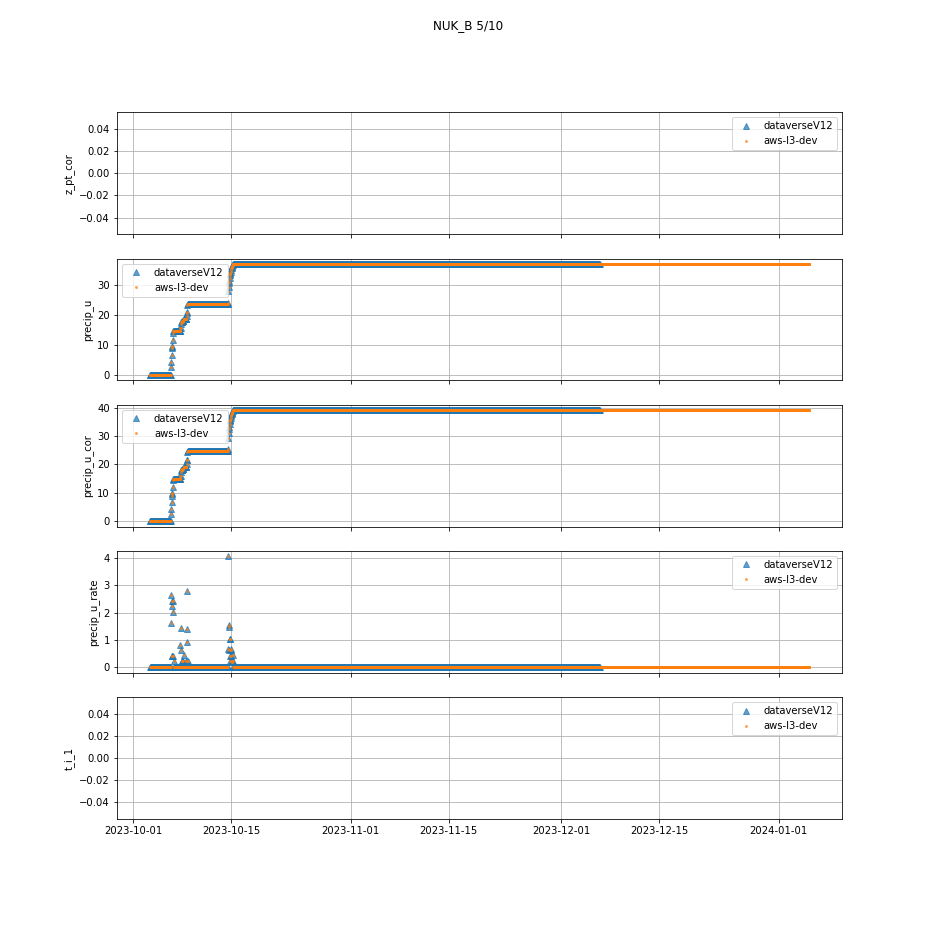 NUK_B 5/10
z_pt_cor
0.04
0.02
0.00
−0.02
−0.04
dataverseV12
aws-l3-dev
precip_u
30
20
10
0
dataverseV12
aws-l3-dev
precip_u_cor
40
30
20
10
0
dataverseV12
aws-l3-dev
precip_u_rate
4
3
2
1
0
dataverseV12
aws-l3-dev
t_i_1
0.04
0.02
0.00
−0.02
−0.04
dataverseV12
aws-l3-dev
2023-10-01 2023-10-15 2023-11-01 2023-11-15 2023-12-01 2023-12-15 2024-01-01